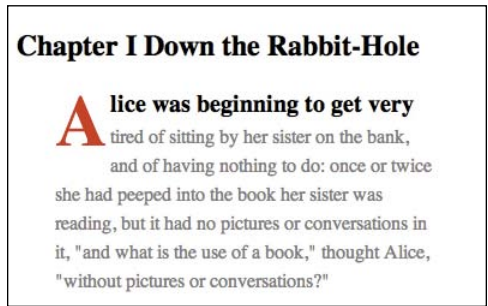 Chapter I Down the Rabbit-Hole
Alice was beginning to get very
tired of sitting by her sister on the bank,
and of having nothing to do: once or twice
she had peeped into the book her sister was
reading, but it had no pictures or conversations in
it, "and what is the use of a book," thought Alice,
"without pictures or conversations?"